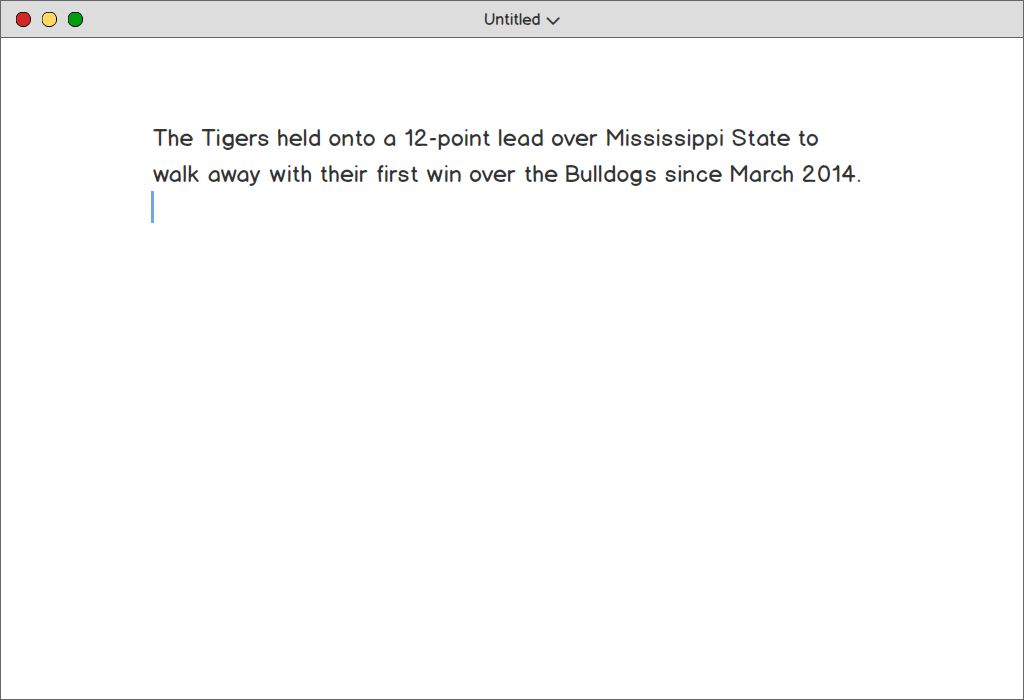 Untitled
The Tigers held onto a 12-point lead over Mississippi State to
walk away with their first win over the Bulldogs since March 2014.